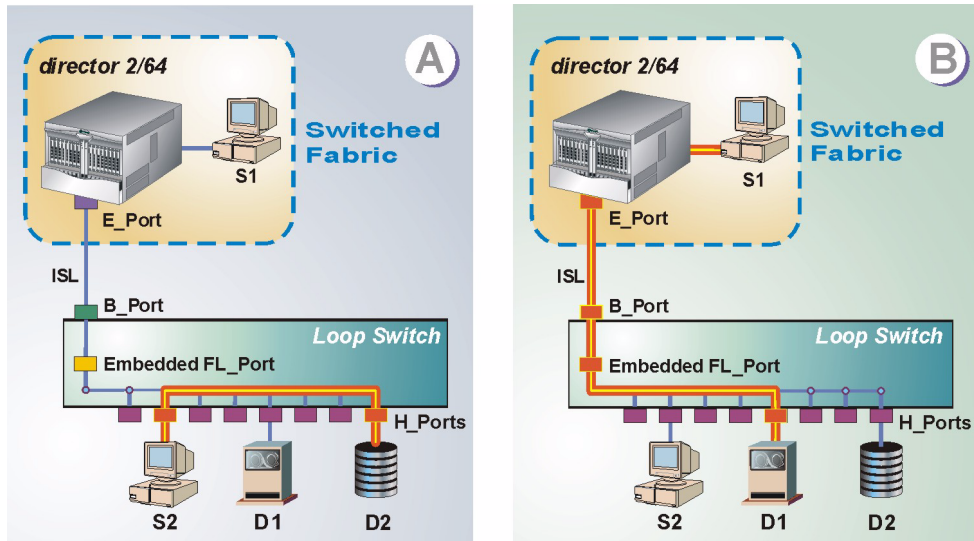 A
director 2/64
Switched
Fabric
S1
E_Port
ISL
B_Port
Loop Switch
Embedded FL_Port
H_Ports
S2
D1
D2
B
director 2/64
Switched
Fabric
S1
E_Port
ISL
B_Port
Loop Switch
Embedded FL_Port
H_Ports
S2
D1
D2